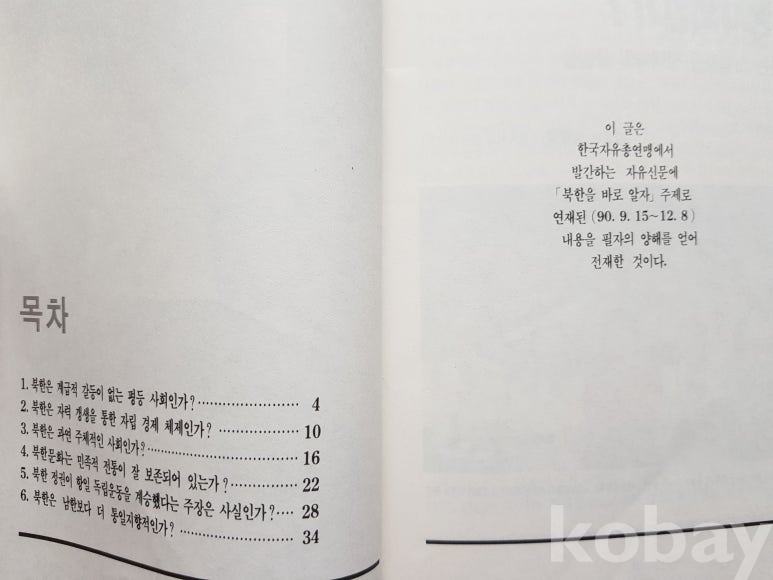 목차
1. 북한은 계급적 갈등이 없는 평등 사회인가? ························ 4
2. 북한은 자력 갱생을 통한 자립 경제 체제인가? ················ 10
3. 북한은 과연 주체적인 사회인가? ······························ 16
4. 북한문화는 민족적 전통이 잘 보존되어 있는가? ·············· 22
5. 북한 정권이 항일 독립운동을 계승했다는 주장은 사실인가? ···· 28
6. 북한은 남한보다 더 통일지향적인가? ························ 34
이 글은
한국자유총연맹에서
발간하는 자유신문에
「북한을 바로 알자」 주제로
연재된 (90. 9. 15~12. 8)
내용을 필자의 양해를 얻어
전재한 것이다.
kobay